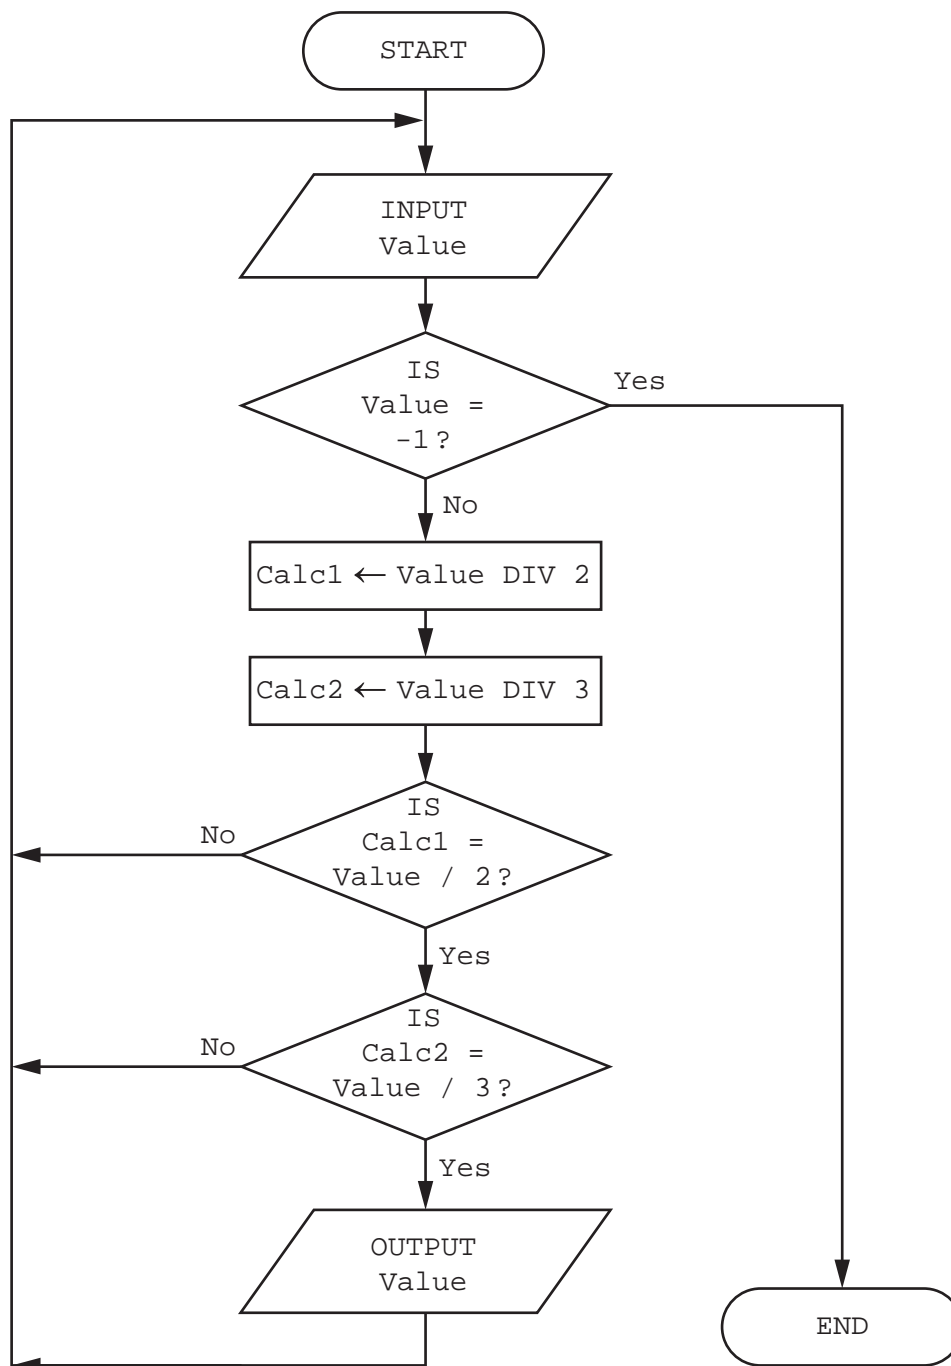 START
INPUT
Value
IS
Value =
-1?
Yes
No
Calc1 ← Value DIV 2
Calc2 ← Value DIV 3
IS
Calc1 =
Value / 2?
No
Yes
IS
Calc2 =
Value / 3?
No
Yes
OUTPUT
Value
END